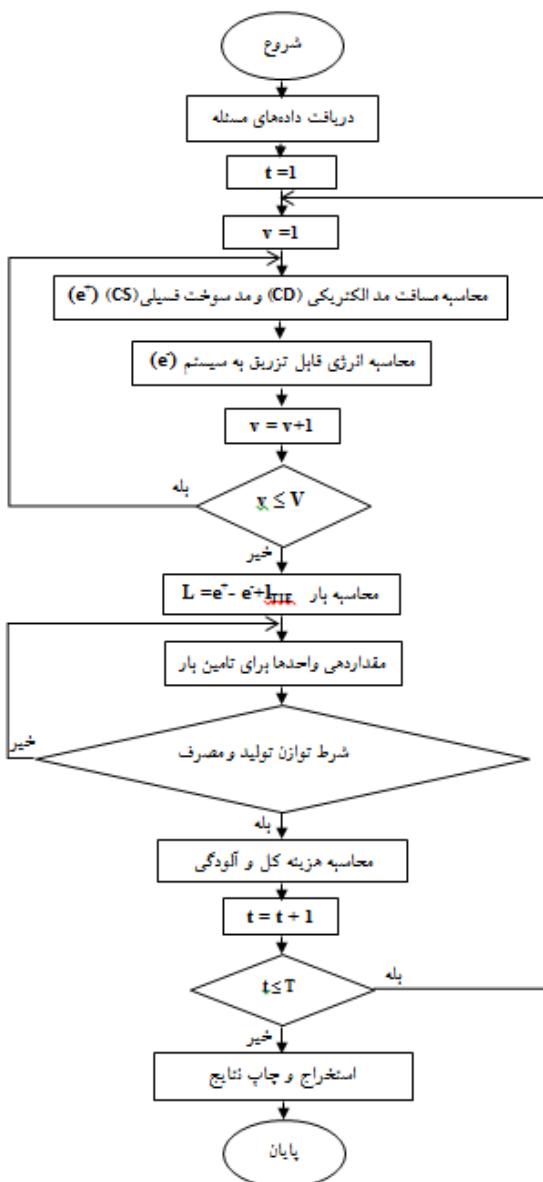 شروع
دریافت داده‌های مسئله
t =1
v =1
محاسبه مسافت مد الکتریکی (CD) و مد سوخت فسیلی (CS) (e⁺)
محاسبه انرژی قابل تزریق به سیستم (e⁻)
v = v+1
بله
v ≤ V
خیر
محاسبه بار L =e⁺- e⁻+l
مقداردهی واحدها برای تامین بار
خیر
شرط توازن تولید و مصرف
بله
محاسبه هزینه کل و آلودگی
t = t + 1
بله
t ≤ T
خیر
استخراج و چاپ نتایج
پایان